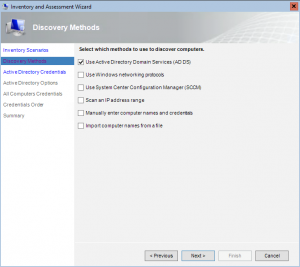 Inventory and Assessment Wizard
Discovery Methods
Inventory Scenarios
Discovery Methods
Active Directory Credentials
Active Directory Options
All Computers Credentials
Credentials Order
Summary
Select which methods to use to discover computers.
Use Active Directory Domain Services (AD DS)
Use Windows networking protocols
Use System Center Configuration Manager (SCCM)
Scan an IP address range
Manually enter computer names and credentials
Import computer names from a file
< Previous
Next >
Finish
Cancel